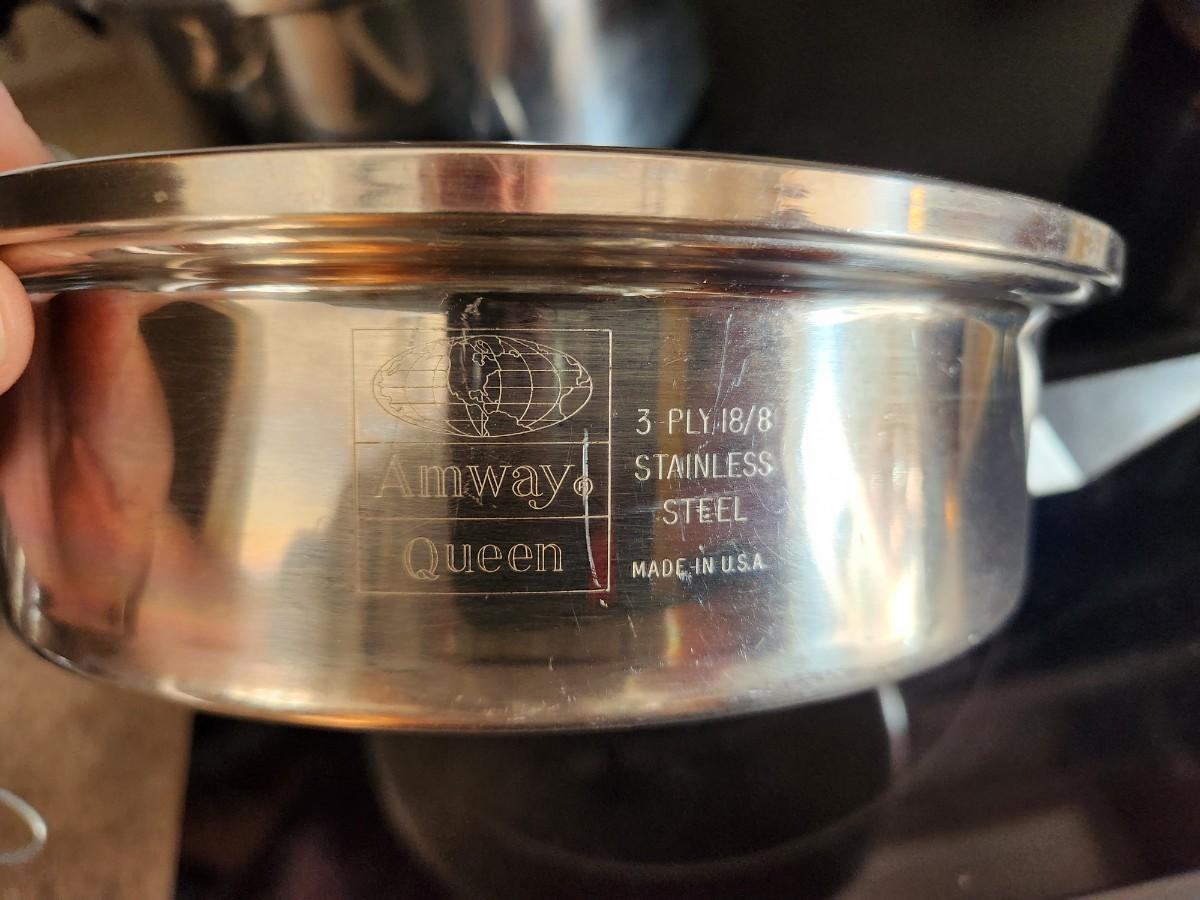 Amway®
Queen
3-PLY 18/8
STAINLESS
STEEL
MADE IN U.S.A.